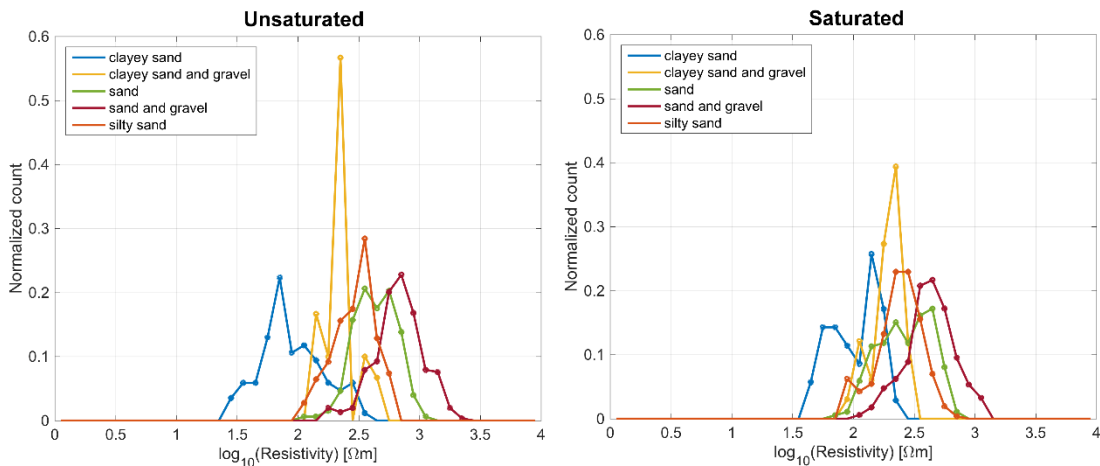 Unsaturated
0.6
0.5
0.4
0.3
0.2
0.1
0
Normalized count
clayey sand
clayey sand and gravel
sand
sand and gravel
silty sand
0 0.5 1 1.5 2 2.5 3 3.5 4
log10(Resistivity) [Ωm]
Saturated
0.6
0.5
0.4
0.3
0.2
0.1
0
Normalized count
clayey sand
clayey sand and gravel
sand
sand and gravel
silty sand
0 0.5 1 1.5 2 2.5 3 3.5 4
log10(Resistivity) [Ωm]